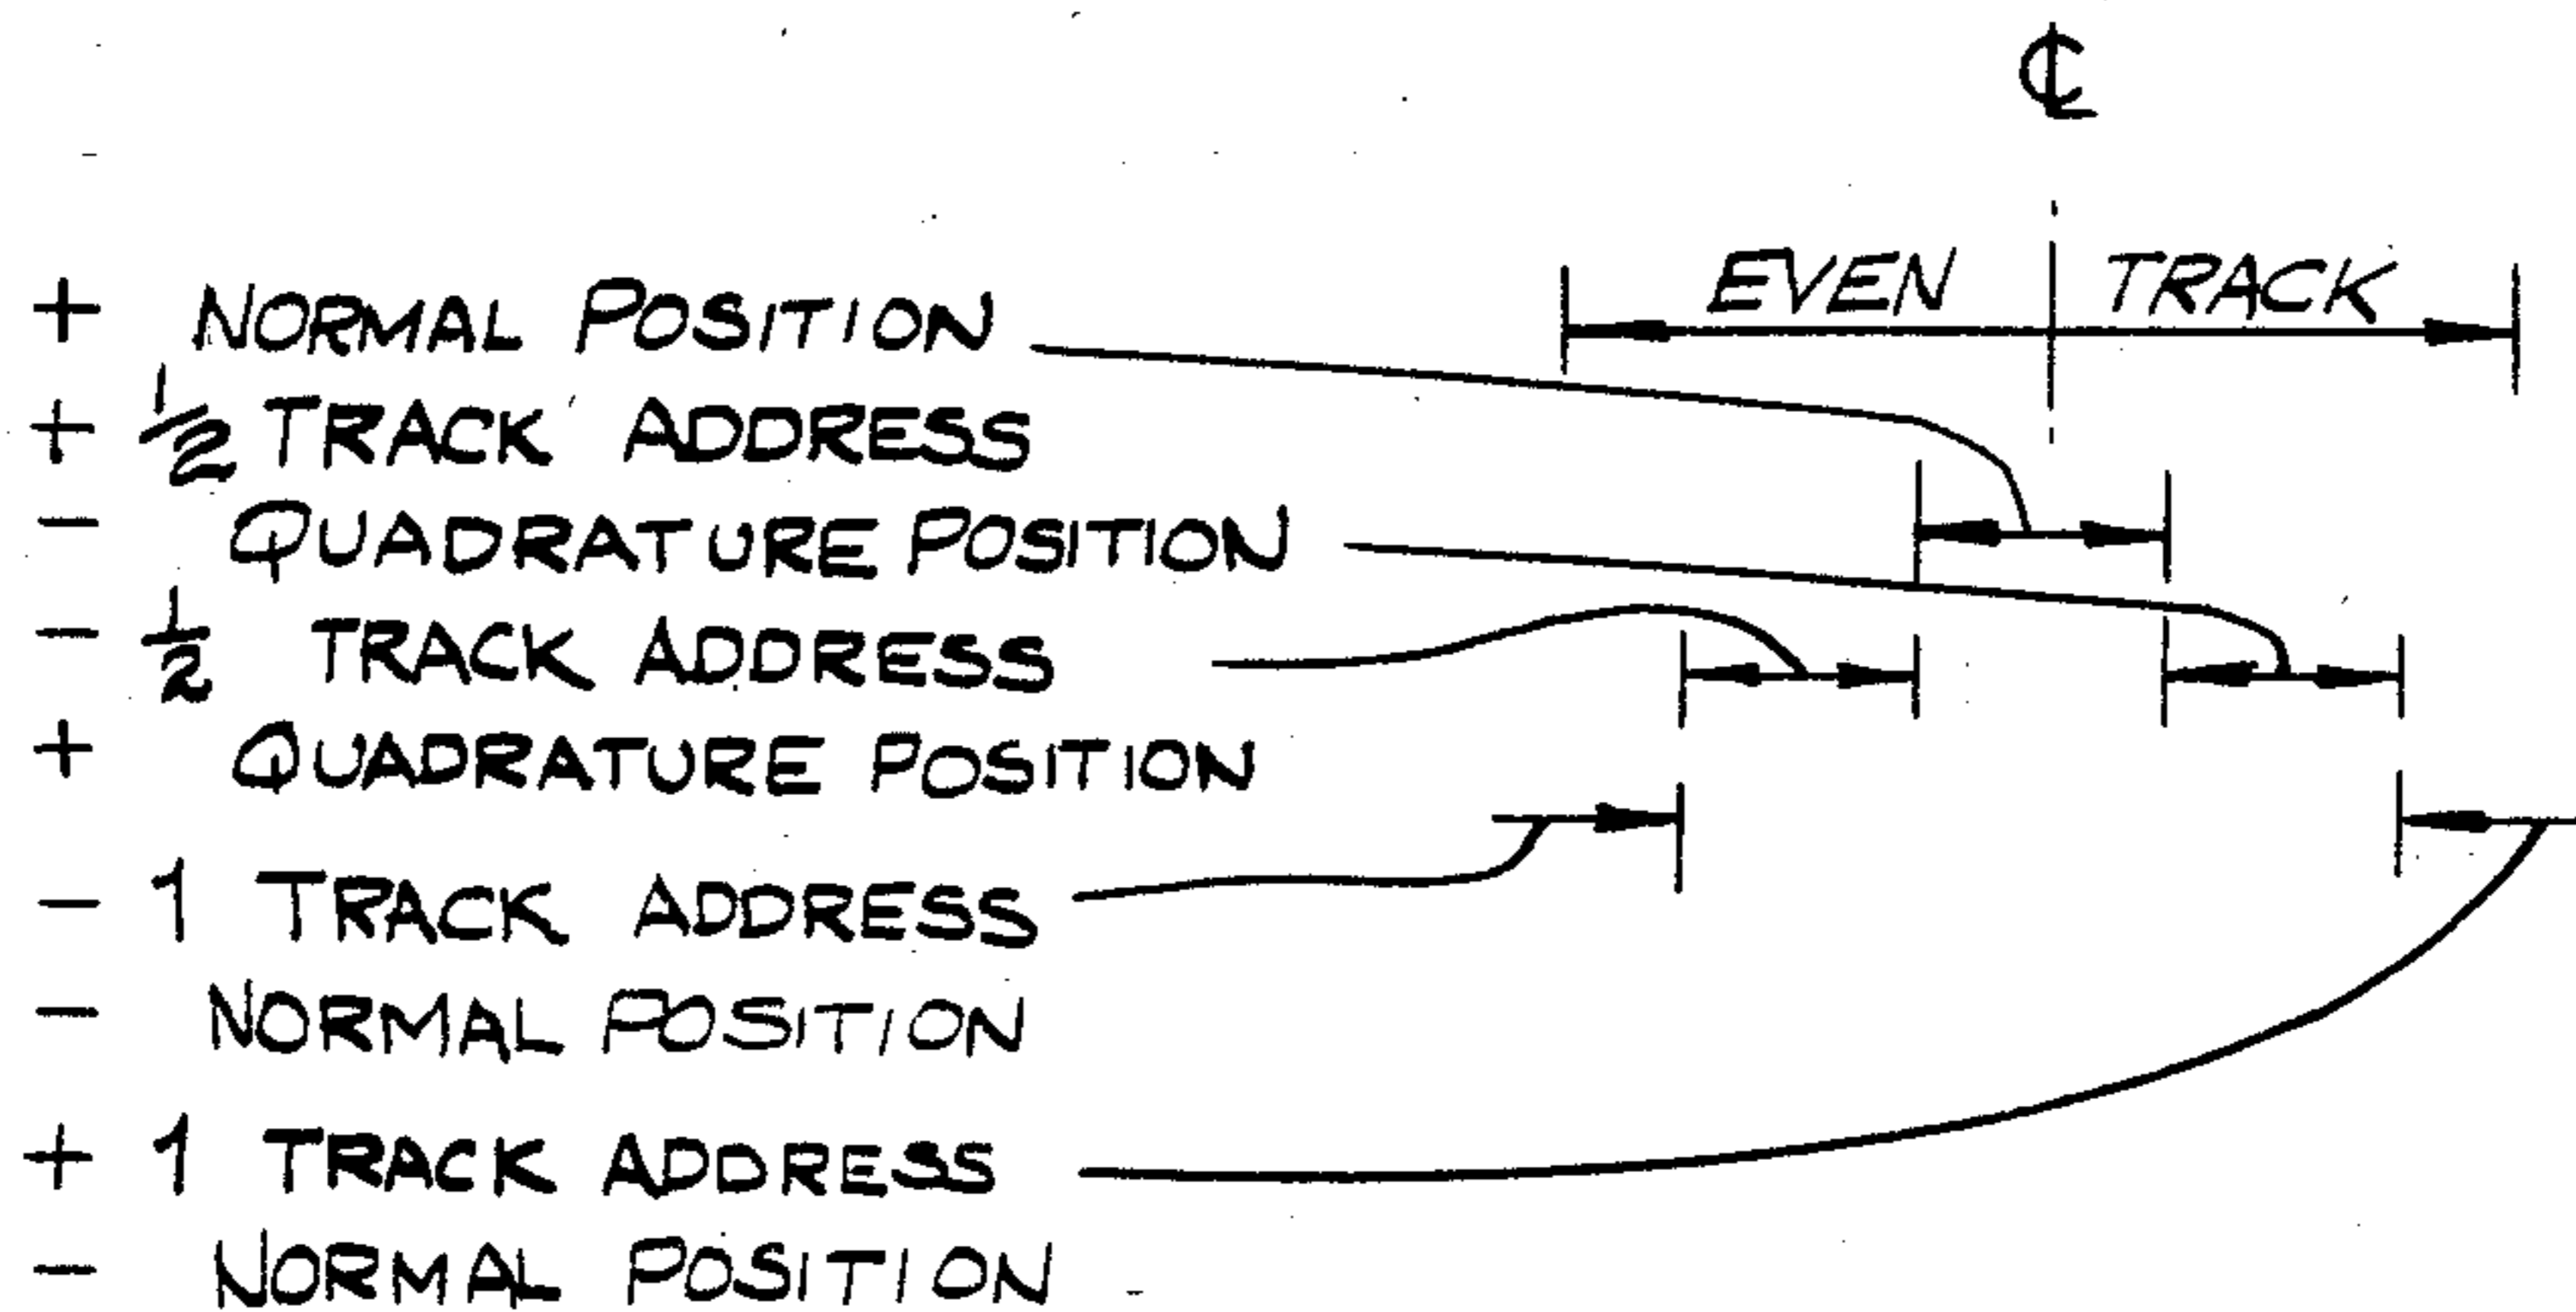 ℄
EVEN TRACK
+ NORMAL POSITION
+ ½ TRACK ADDRESS
− QUADRATURE POSITION
− ½ TRACK ADDRESS
+ QUADRATURE POSITION
− 1 TRACK ADDRESS
− NORMAL POSITION
+ 1 TRACK ADDRESS
− NORMAL POSITION